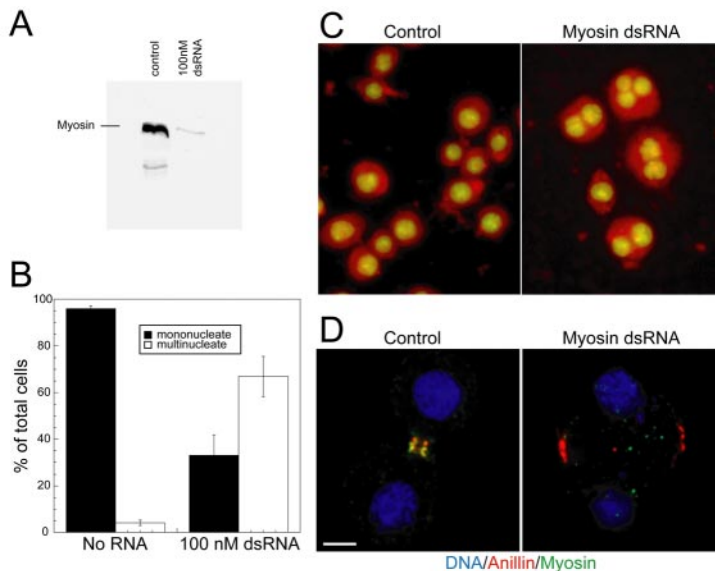 A
control
100nM
dsRNA
Myosin
B
100
80
60
40
20
0
% of total cells
mononucleate
multinucleate
No RNA
100 nM dsRNA
C
Control
Myosin dsRNA
D
Control
Myosin dsRNA
DNA/Anillin/Myosin